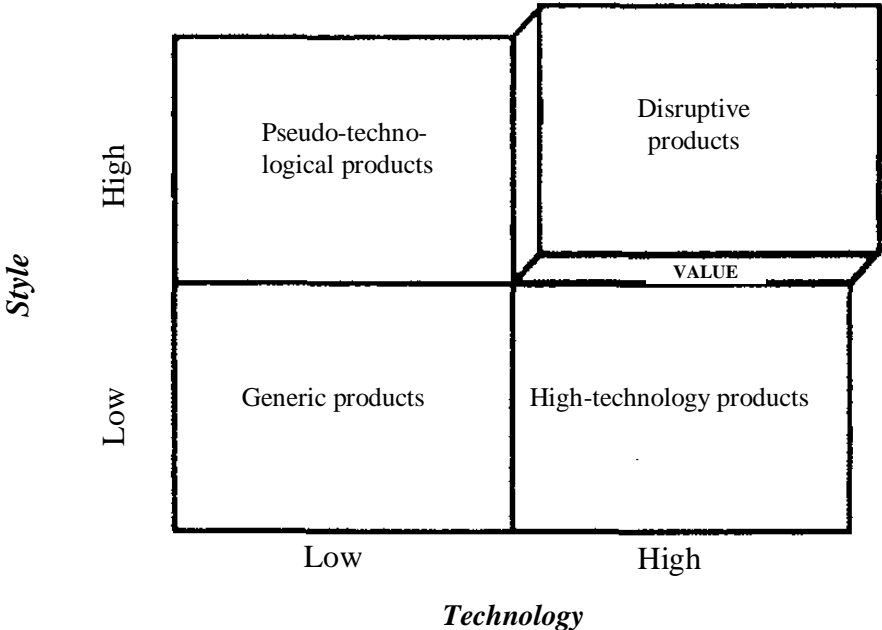 Pseudo-techno-
logical products
Disruptive
products
High
VALUE
Style
Generic products
High-technology products
Low
Low
High
Technology